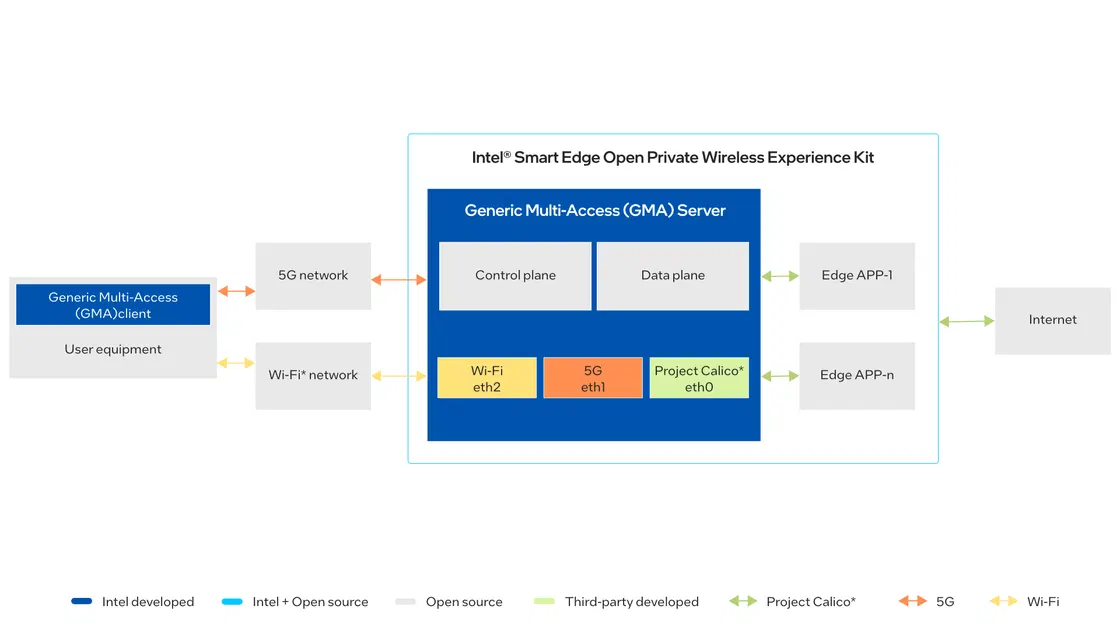 Intel® Smart Edge Open Private Wireless Experience Kit
Generic Multi-Access (GMA) Server
Control plane
Data plane
Wi-Fi
eth2
5G
eth1
Project Calico*
eth0
5G network
Wi-Fi* network
Generic Multi-Access
(GMA)client
User equipment
Edge APP-1
Edge APP-n
Internet
Intel developed
Intel + Open source
Open source
Third-party developed
Project Calico*
5G
Wi-Fi